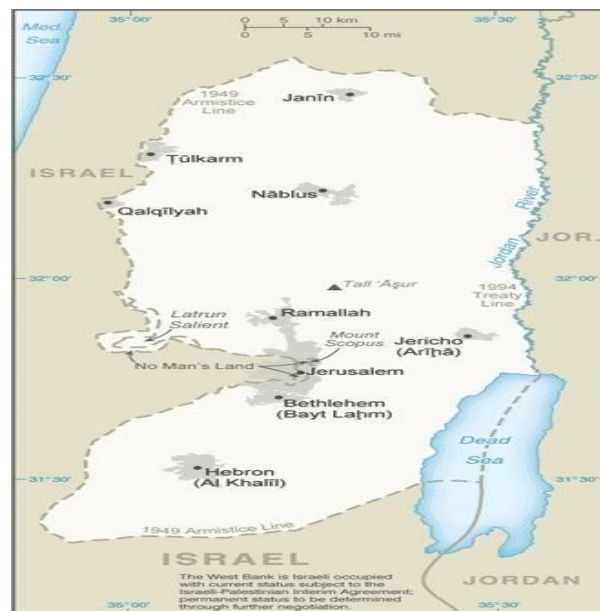 35°00'
35°30'
0 5 10 km
0 5 10 mi
Med.
Sea
32°30'
32°30'
1949
Armistice
Line
Janīn
Ṭūlkarm
ISRAEL
Nāblus
Qalqīlyah
Jordan River
JOR.
32°00'
32°00'
Tall 'Āşur
1994
Treaty
Line
Latrun
Salient
Ramallah
Mount
Scopus
Jericho
(Arīḥā)
No Man's Land
Jerusalem
Bethlehem
(Bayt Laḥm)
Dead
Sea
31°30'
31°30'
Hebron
(Al Khalīl)
1949 Armistice Line
ISRAEL
JORDAN
The West Bank is Israeli occupied
with current status subject to the
Israeli-Palestinian Interim Agreement;
permanent status to be determined
through further negotiation.
35°00'
35°30'